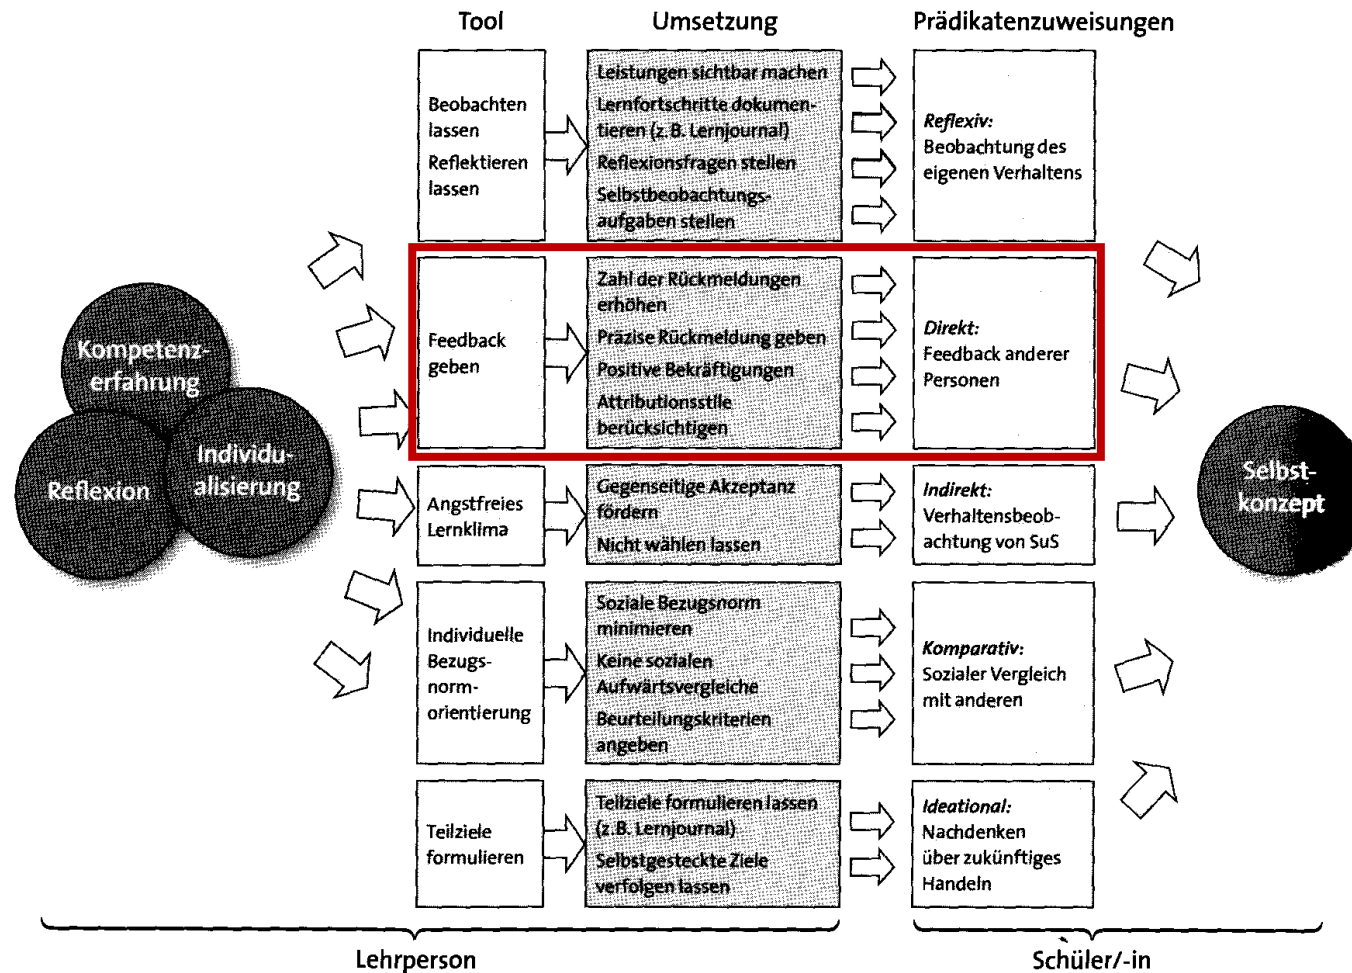 Tool
Umsetzung
Prädikatenzuweisungen
Beobachten
lassen
Reflektieren
lassen
Leistungen sichtbar machen
Lernfortschritte dokumen-
tieren (z.B. Lernjournal)
Reflexionsfragen stellen
Selbstbeobachtungs-
aufgaben stellen
Reflexiv:
Beobachtung des
eigenen Verhaltens
Kompetenz-
erfahrung
Reflexion
Individu-
alisierung
Feedback
geben
Zahl der Rückmeldungen
erhöhen
Präzise Rückmeldung geben
Positive Bekräftigungen
Attributionsstile
berücksichtigen
Direkt:
Feedback anderer
Personen
Angstfreies
Lernklima
Gegenseitige Akzeptanz
fördern
Nicht wählen lassen
Indirekt:
Verhaltensbeob-
achtung von SuS
Selbst-
konzept
Individuelle
Bezugs-
norm-
orientierung
Soziale Bezugsnorm
minimieren
Keine sozialen
Aufwärtsvergleiche
Beurteilungskriterien
angeben
Komparativ:
Sozialer Vergleich
mit anderen
Teilziele
formulieren
Teilziele formulieren lassen
(z.B. Lernjournal)
Selbstgesteckte Ziele
verfolgen lassen
Ideational:
Nachdenken
über zukünftiges
Handeln
Lehrperson
Schüler/-in